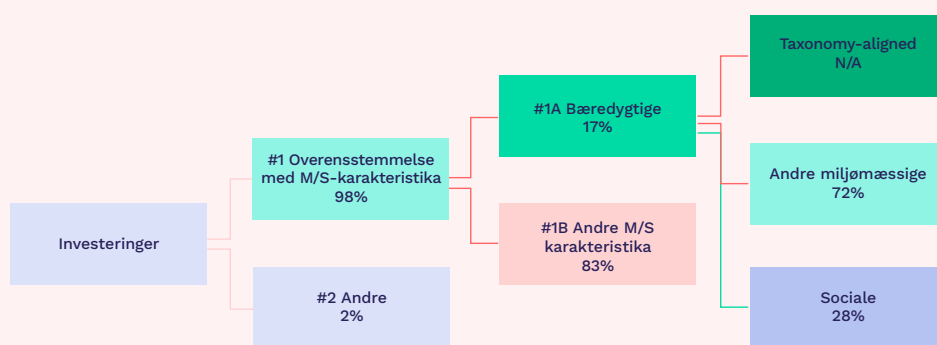 Taxonomy-aligned
N/A
#1A Bæredygtige
17%
#1 Overensstemmelse
med M/S-karakteristika
98%
Andre miljømæssige
72%
Investeringer
#1B Andre M/S
karakteristika
83%
#2 Andre
2%
Sociale
28%